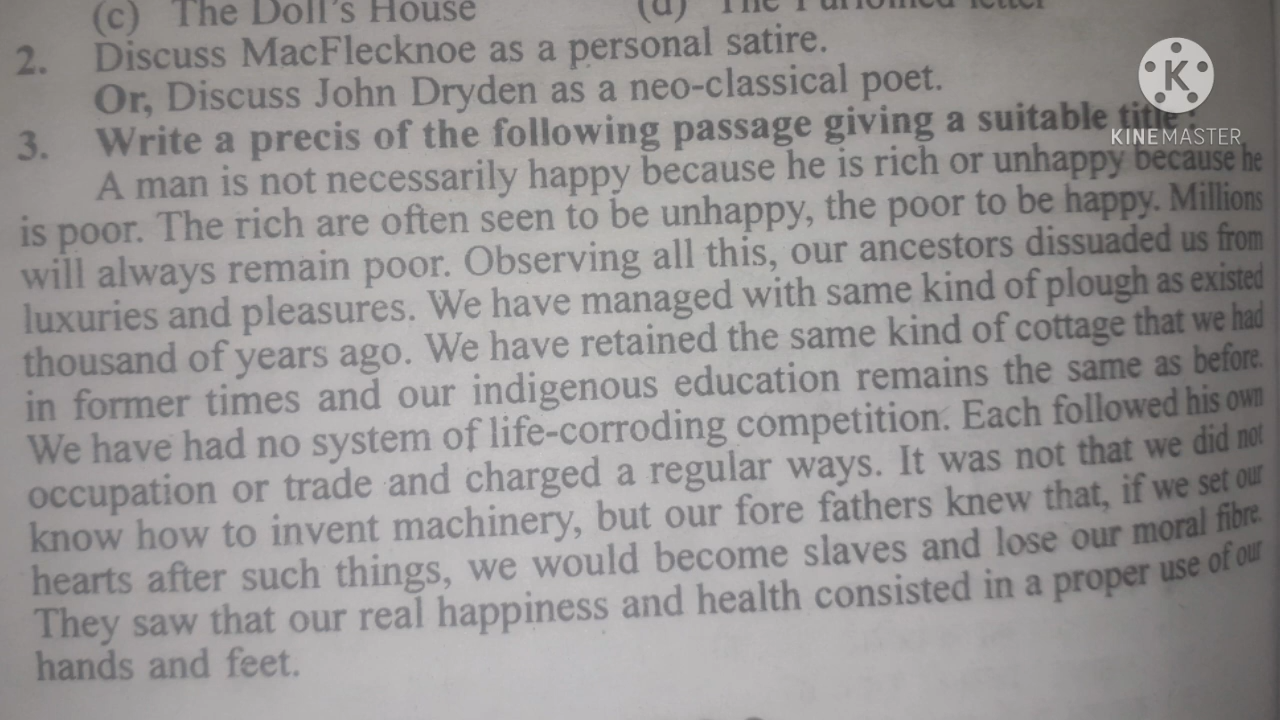 (c) The Doll's House (d) The Purloined letter
2. Discuss MacFlecknoe as a personal satire.
Or, Discuss John Dryden as a neo-classical poet.
3. Write a precis of the following passage giving a suitable title :
A man is not necessarily happy because he is rich or unhappy because he
is poor. The rich are often seen to be unhappy, the poor to be happy. Millions
will always remain poor. Observing all this, our ancestors dissuaded us from
luxuries and pleasures. We have managed with same kind of plough as existed
thousand of years ago. We have retained the same kind of cottage that we had
in former times and our indigenous education remains the same as before.
We have had no system of life-corroding competition. Each followed his own
occupation or trade and charged a regular ways. It was not that we did not
know how to invent machinery, but our fore fathers knew that, if we set our
hearts after such things, we would become slaves and lose our moral fibre.
They saw that our real happiness and health consisted in a proper use of our
hands and feet.
K
KINEMASTER